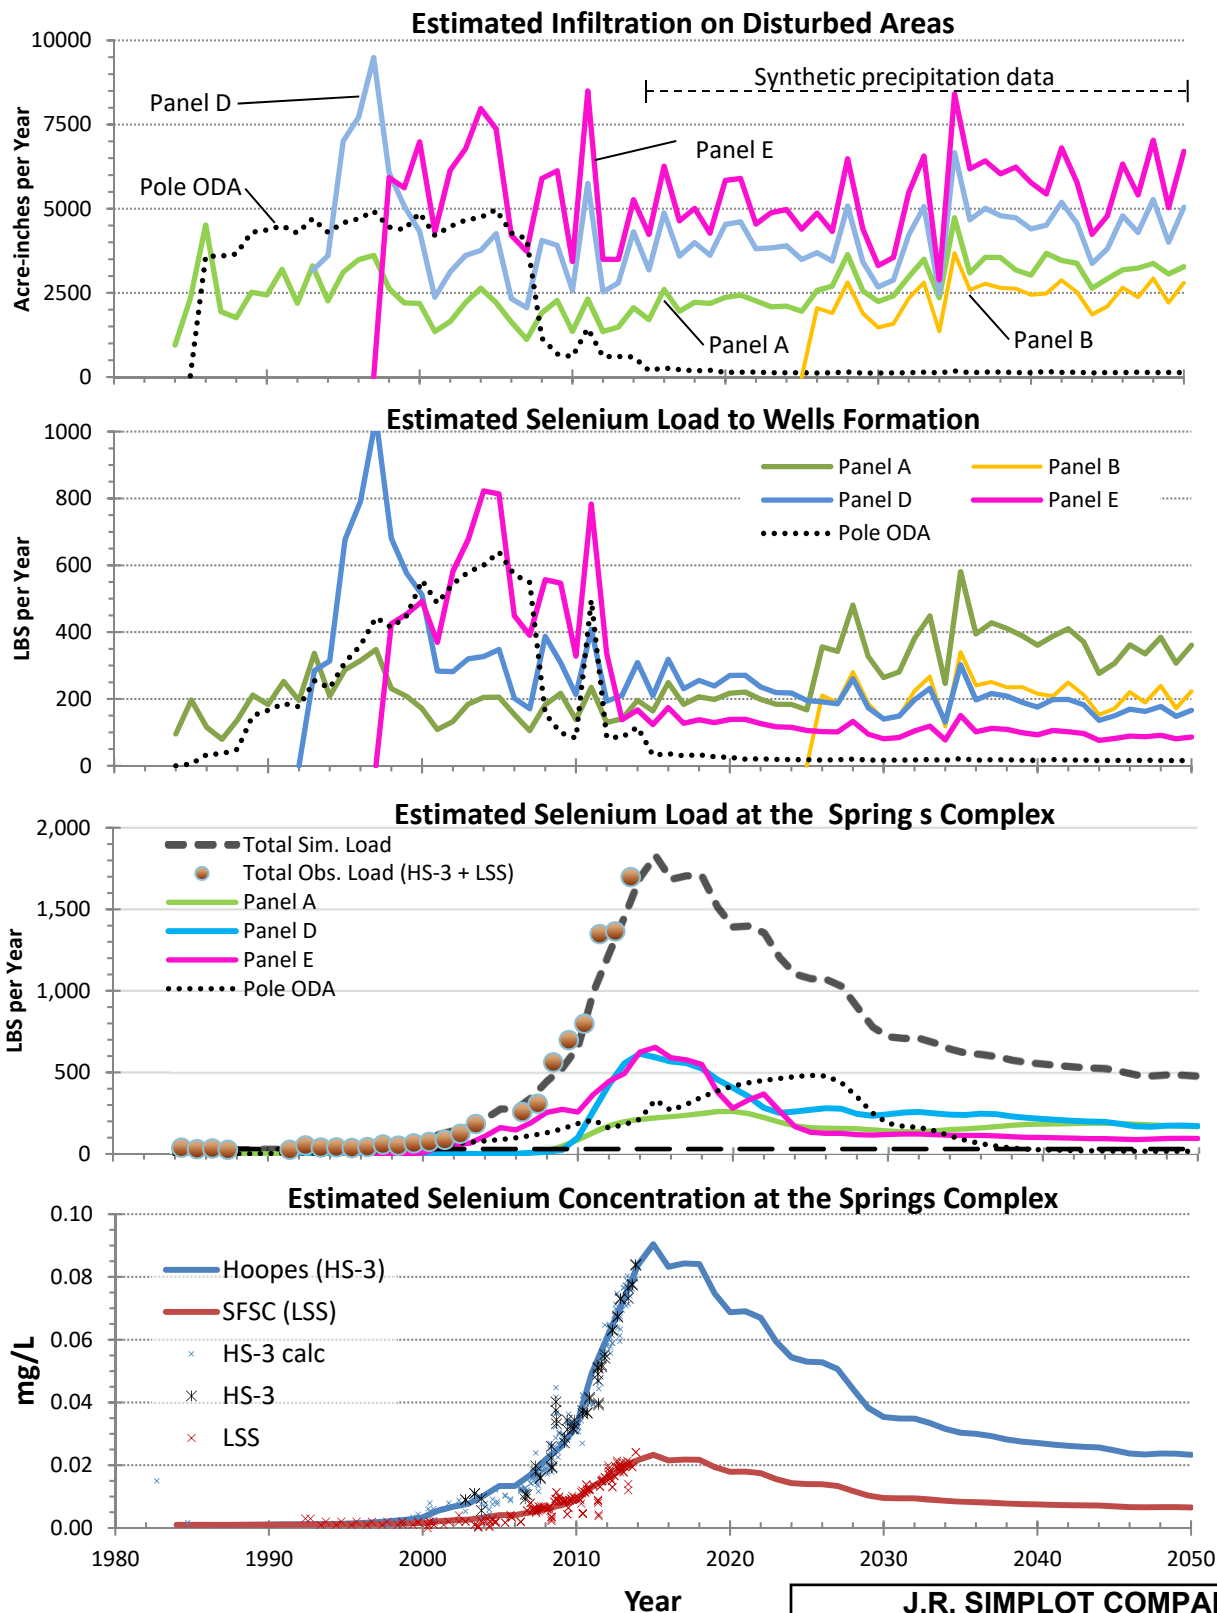 Estimated Infiltration on Disturbed Areas
10000
7500
5000
2500
0
Acre-inches per Year
Synthetic precipitation data
Panel D
Pole ODA
Panel E
Panel A
Panel B
Estimated Selenium Load to Wells Formation
1000
800
600
400
200
0
LBS per Year
Panel A
Panel B
Panel D
Panel E
Pole ODA
Estimated Selenium Load at the Spring s Complex
2,000
1,500
1,000
500
0
LBS per Year
Total Sim. Load
Total Obs. Load (HS-3 + LSS)
Panel A
Panel D
Panel E
Pole ODA
Estimated Selenium Concentration at the Springs Complex
0.10
0.08
0.06
0.04
0.02
0.00
mg/L
Hoopes (HS-3)
SFSC (LSS)
HS-3 calc
HS-3
LSS
1980 1990 2000 2010 2020 2030 2040 2050
Year
J.R. SIMPLOT COMPA